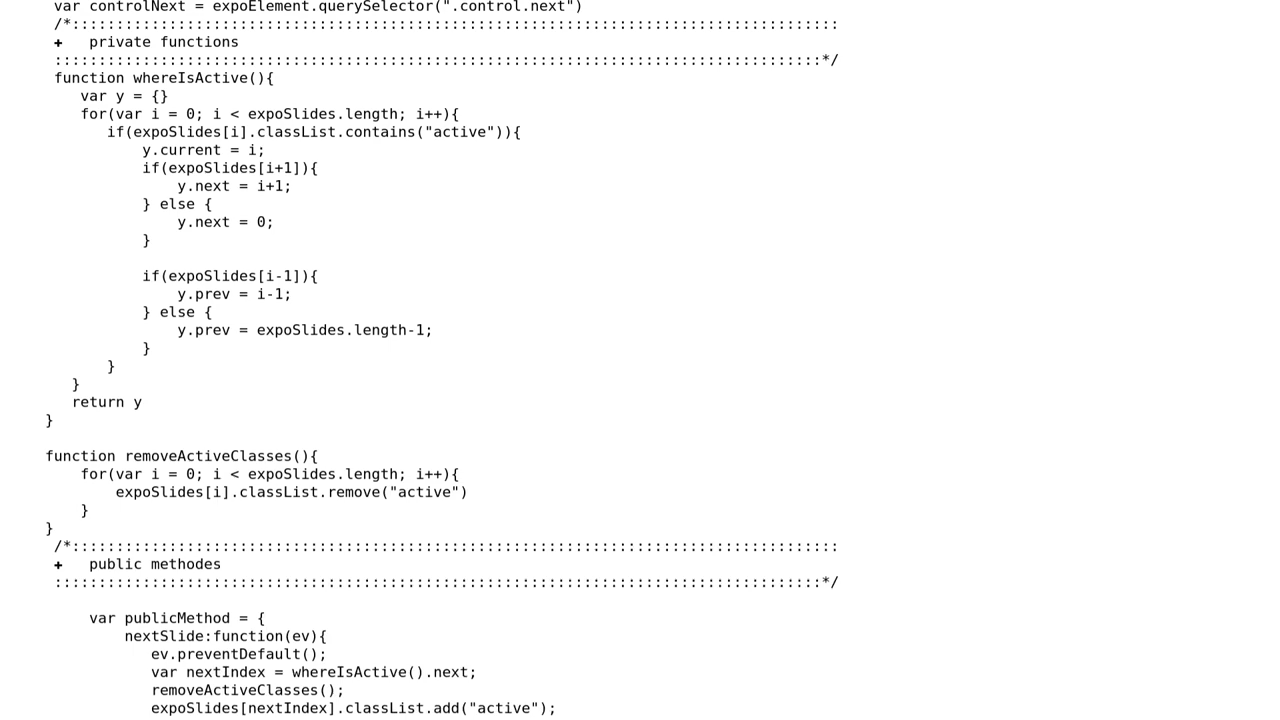 var controlNext = expoElement.querySelector(".control.next")
/*:::::::::::::::::::::::::::::::::::::::::::::::::::::::::::::::::::::::::::::::::::::::
+   private functions
:::::::::::::::::::::::::::::::::::::::::::::::::::::::::::::::::::::::::::::::::::::::*/
function whereIsActive(){
var y = {}
for(var i = 0; i < expoSlides.length; i++){
if(expoSlides[i].classList.contains("active")){
y.current = i;
if(expoSlides[i+1]){
y.next = i+1;
} else {
y.next = 0;
}
if(expoSlides[i-1]){
y.prev = i-1;
} else {
y.prev = expoSlides.length-1;
}
}
}
return y
}
function removeActiveClasses(){
for(var i = 0; i < expoSlides.length; i++){
expoSlides[i].classList.remove("active")
}
}
/*:::::::::::::::::::::::::::::::::::::::::::::::::::::::::::::::::::::::::::::::::::::::
+   public methodes
:::::::::::::::::::::::::::::::::::::::::::::::::::::::::::::::::::::::::::::::::::::::*/
var publicMethod = {
nextSlide:function(ev){
ev.preventDefault();
var nextIndex = whereIsActive().next;
removeActiveClasses();
expoSlides[nextIndex].classList.add("active");